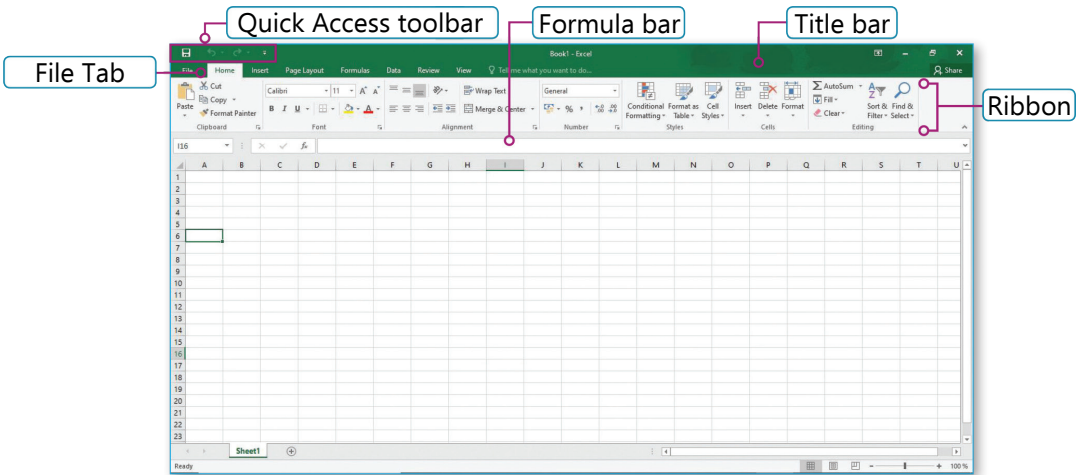 Quick Access toolbar
Formula bar
Title bar
File Tab
Ribbon
Book1 - Excel
File Home Insert Page Layout Formulas Data Review View Tell me what you want to do... Share
Paste
Cut
Copy
Format Painter
Clipboard
Calibri 11 A A
B I U A
Font
Wrap Text
Merge & Center
Alignment
General
% , .0 .00
Number
Conditional Formatting
Format as Table
Cell Styles
Styles
Insert Delete Format
Cells
AutoSum
Fill
Clear
Sort & Filter
Find & Select
Editing
I16 fx
A B C D E F G H I J K L M N O P Q R S T U
1
2
3
4
5
6
7
8
9
10
11
12
13
14
15
16
17
18
19
20
21
22
23
Sheet1
Ready 100 %